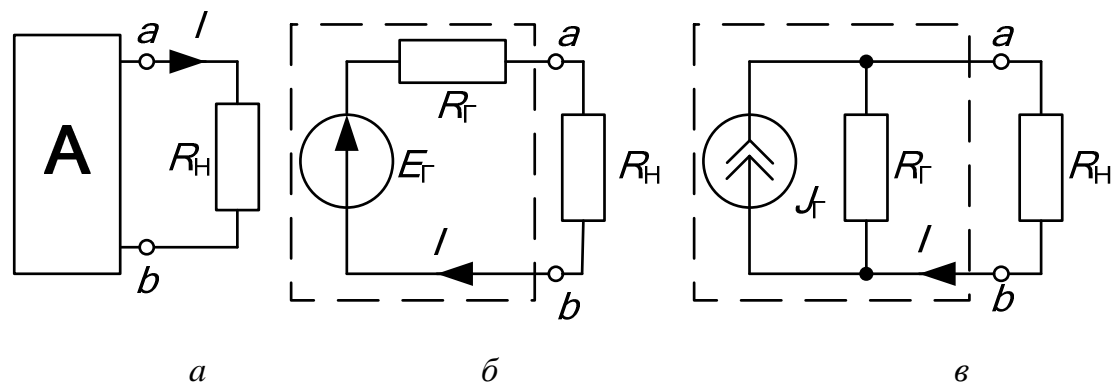 a I a a
A R_Н R_Г E_Г R_Н J_Г R_Г R_Н
b I b I b
а б в